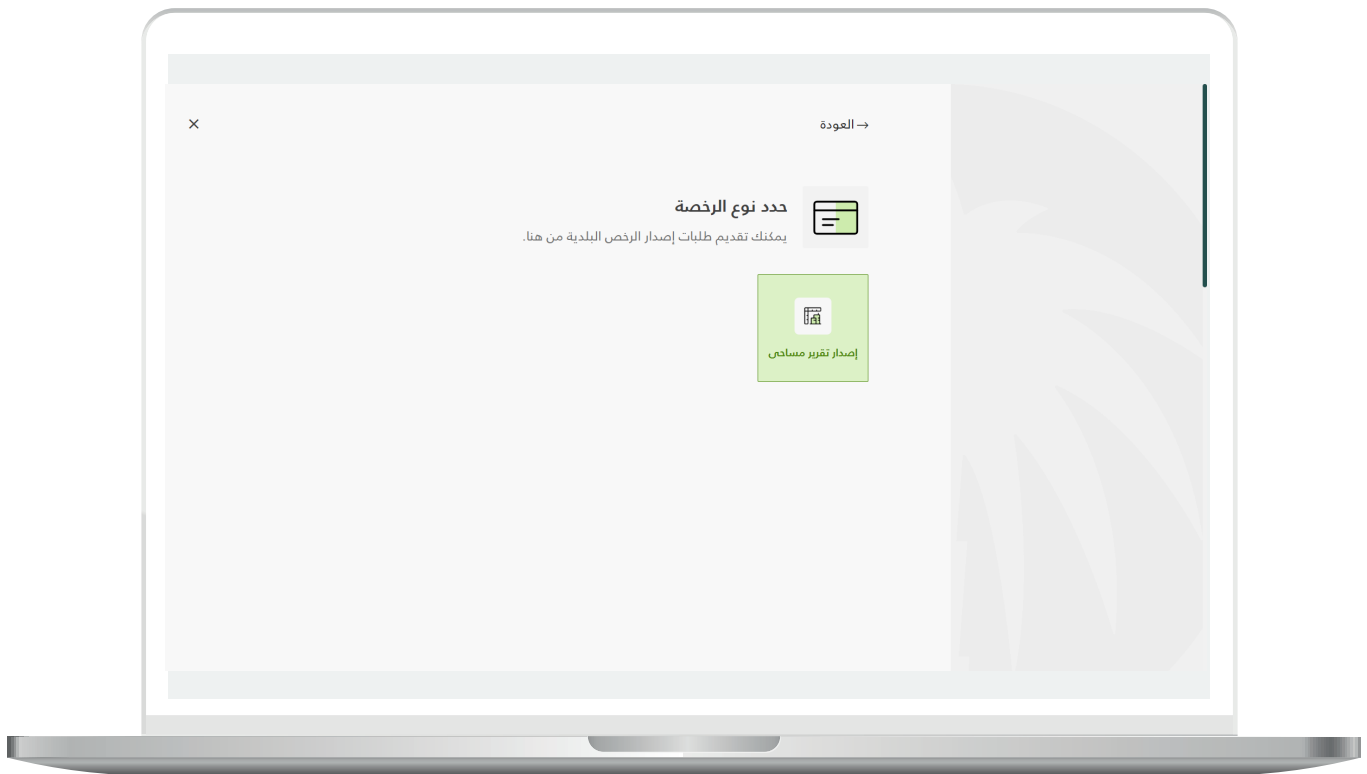 → العودة
×
حدد نوع الرخصة
يمكنك تقديم طلبات إصدار الرخص البلدية من هنا.
إصدار تقرير مساحي